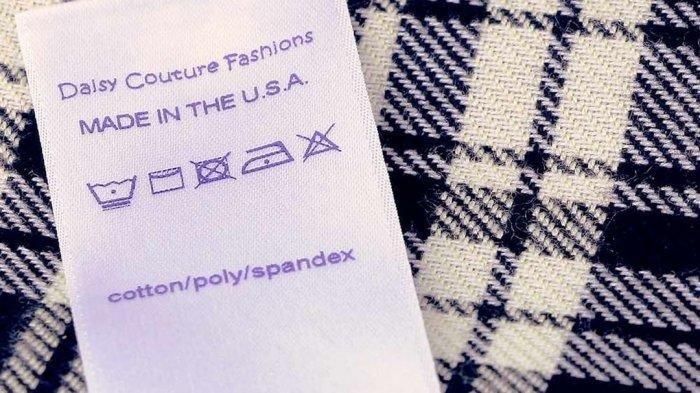 Daisy Couture Fashions
MADE IN THE U.S.A.
cotton/poly/spandex